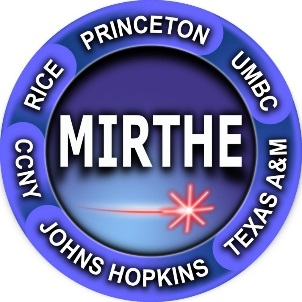 MIRTHE
PRINCETON
UMBC
TEXAS A&M
JOHNS HOPKINS
CCNY
RICE